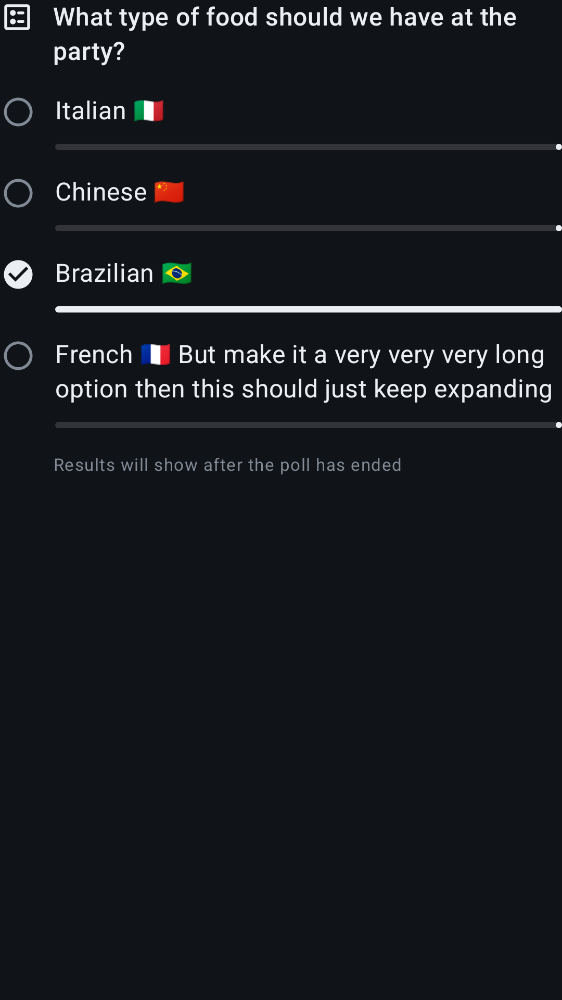 What type of food should we have at the
party?
Italian 🇮🇹
Chinese 🇨🇳
Brazilian 🇧🇷
French 🇫🇷 But make it a very very very long
option then this should just keep expanding
Results will show after the poll has ended